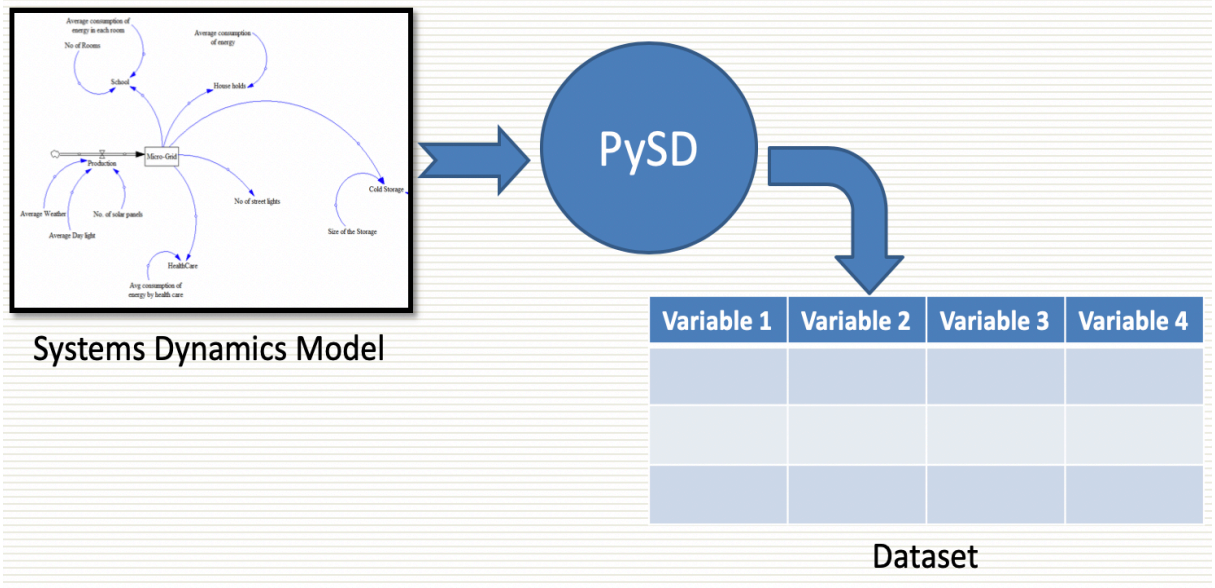 Average consumption of
energy in each room
No of Rooms
School
Average consumption
of energy
House holds
Production
Micro-Grid
Average Weather
No. of solar panels
Average Day light
No of street lights
Cold Storage
Size of the Storage
HealthCare
Avg consumption of
energy by health care
Systems Dynamics Model
PySD
Variable 1
Variable 2
Variable 3
Variable 4
Dataset